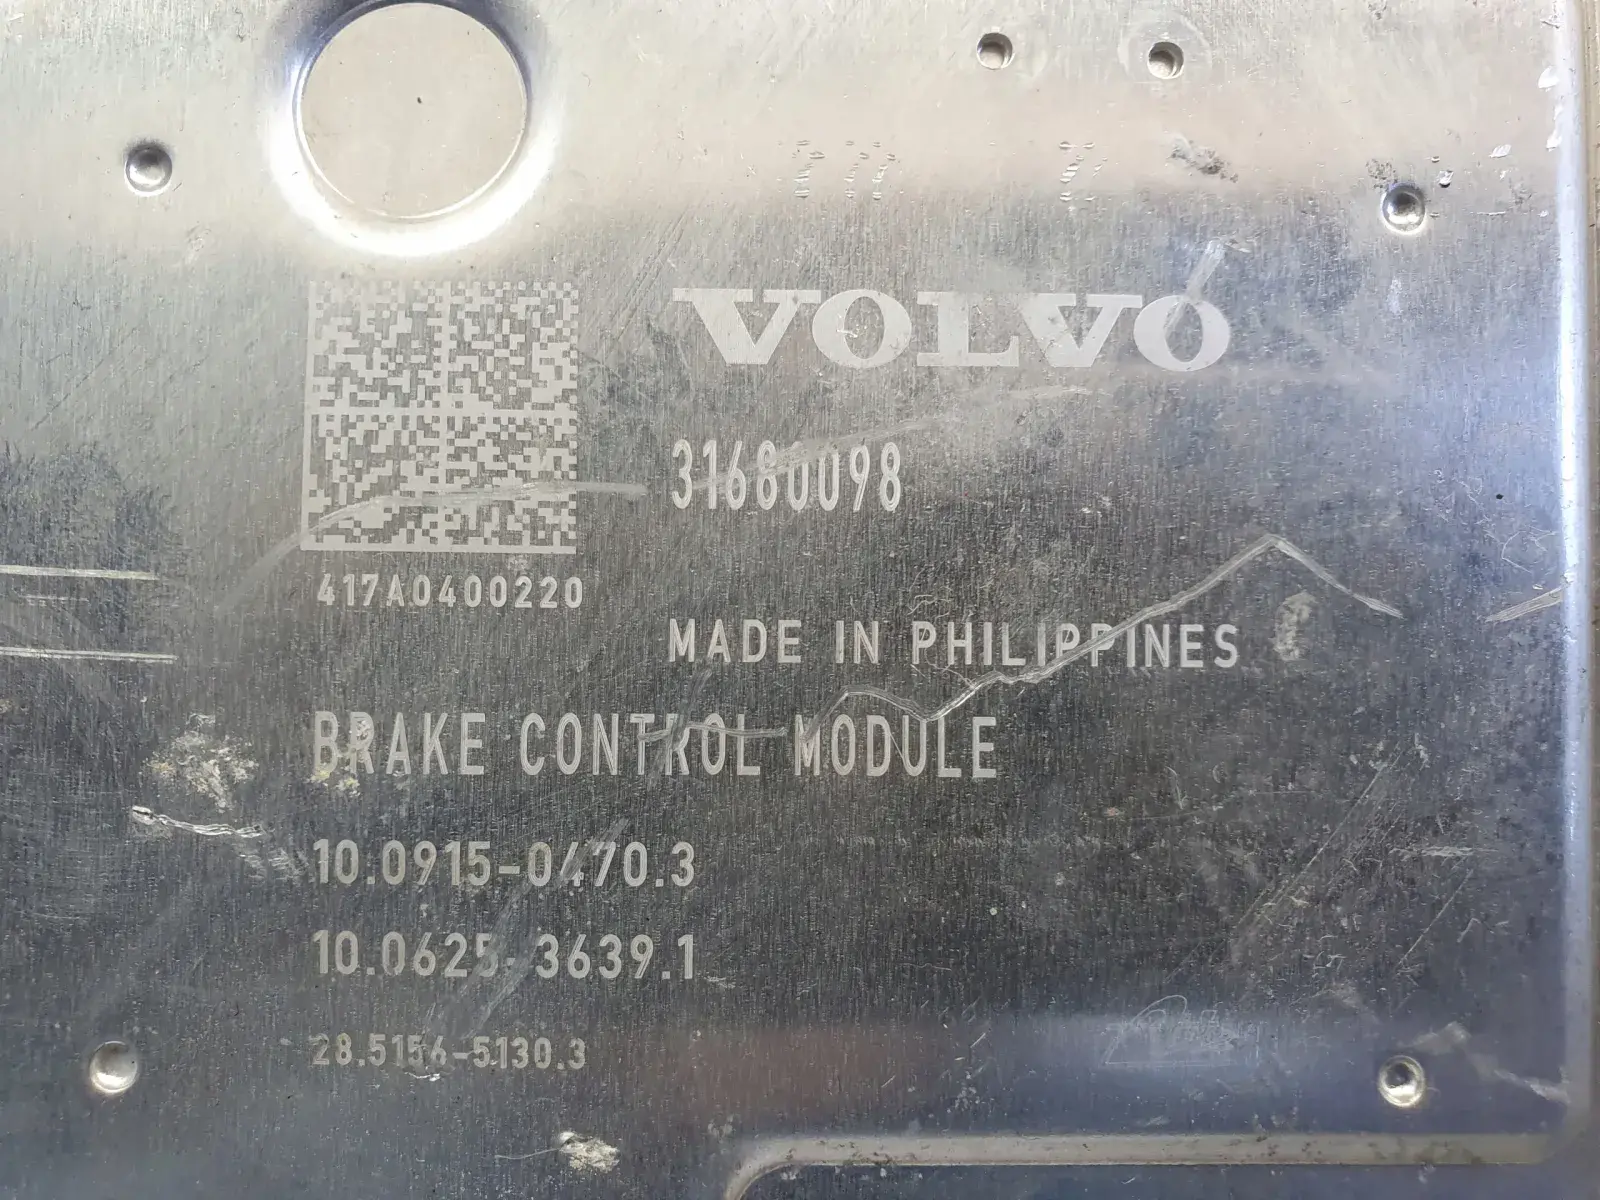 VOLVO
31680098
417A0400220
MADE IN PHILIPPINES
BRAKE CONTROL MODULE
10.0915-0470.3
10.0625-3639.1
28.5156-5130.3